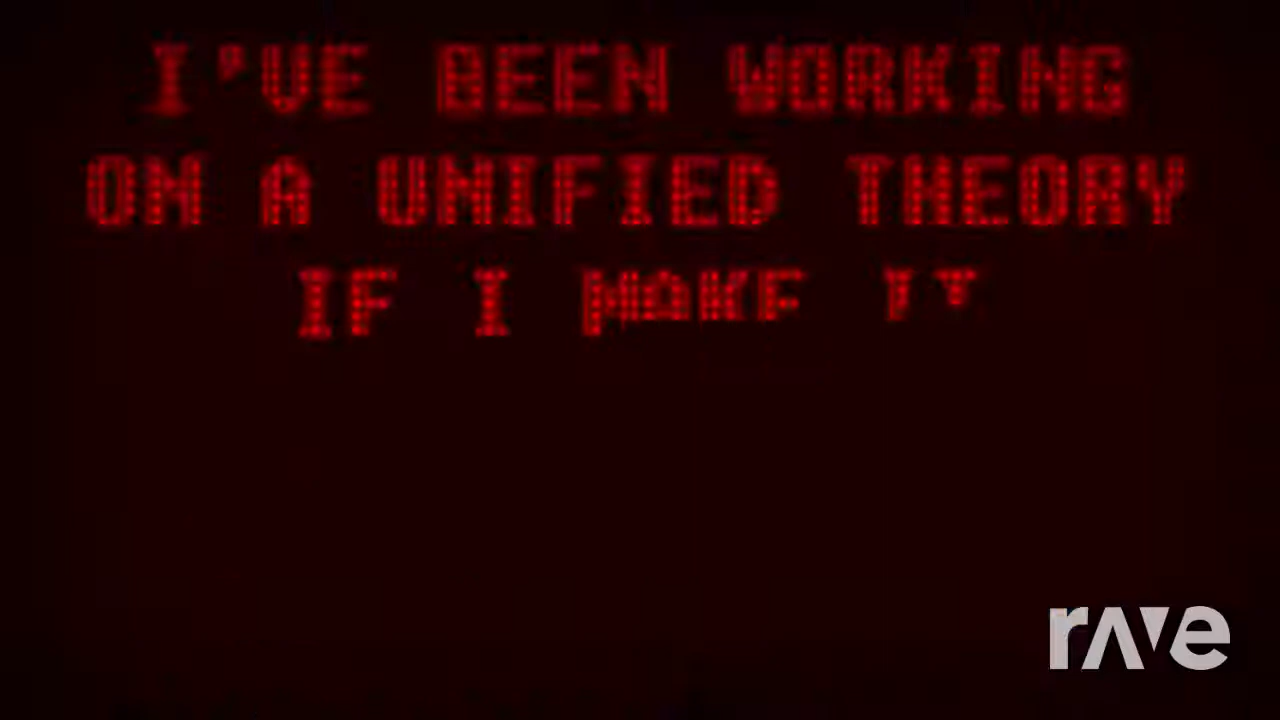 I'VE BEEN WORKING
ON A UNIFIED THEORY
IF I MAKE IT
rave